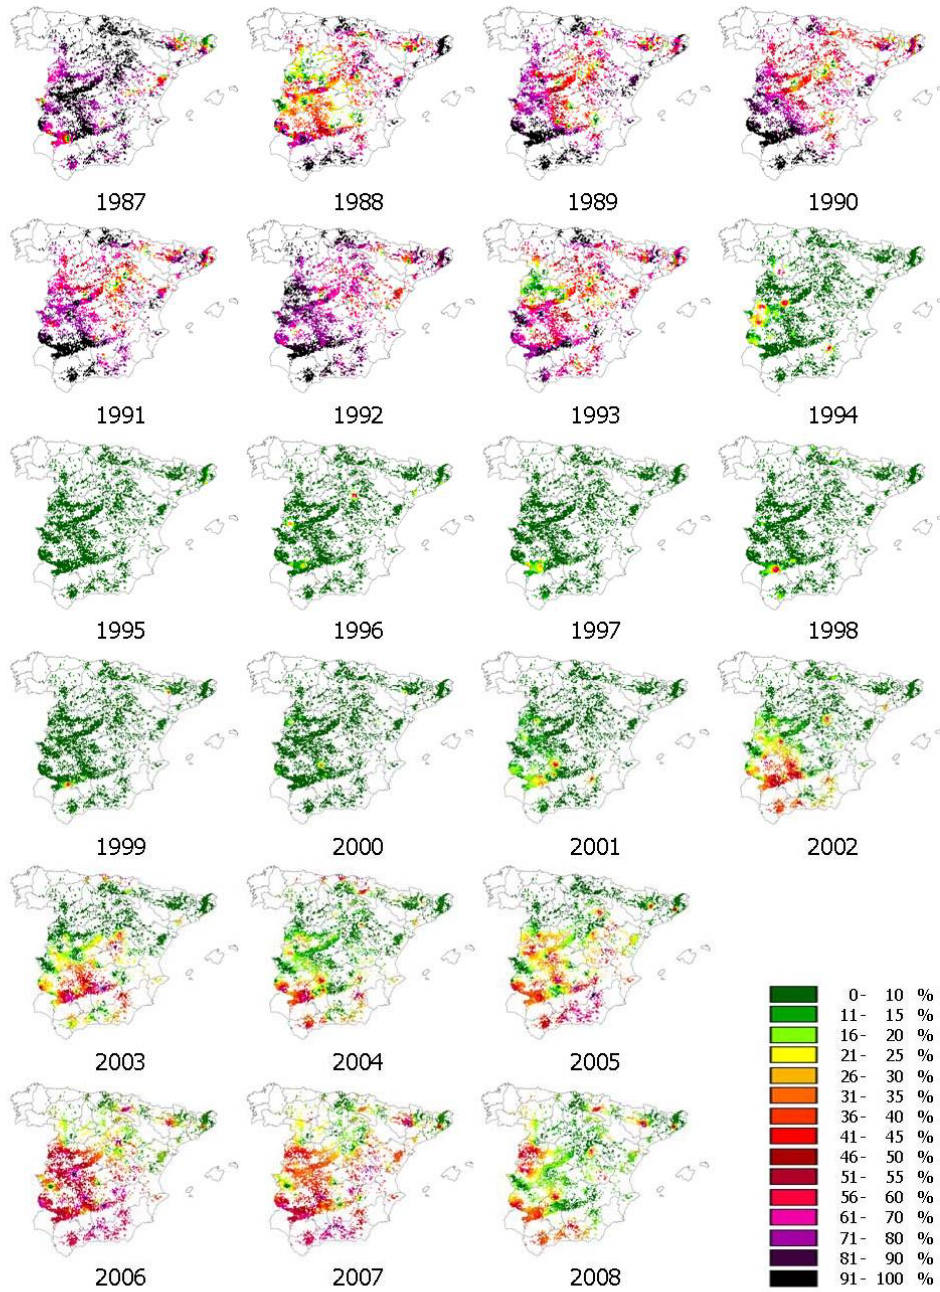 1987 1988 1989 1990
1991 1992 1993 1994
1995 1996 1997 1998
1999 2000 2001 2002
2003 2004 2005
0- 10 %
11- 15 %
16- 20 %
21- 25 %
26- 30 %
31- 35 %
36- 40 %
41- 45 %
46- 50 %
51- 55 %
56- 60 %
61- 70 %
71- 80 %
81- 90 %
91- 100 %
2006 2007 2008